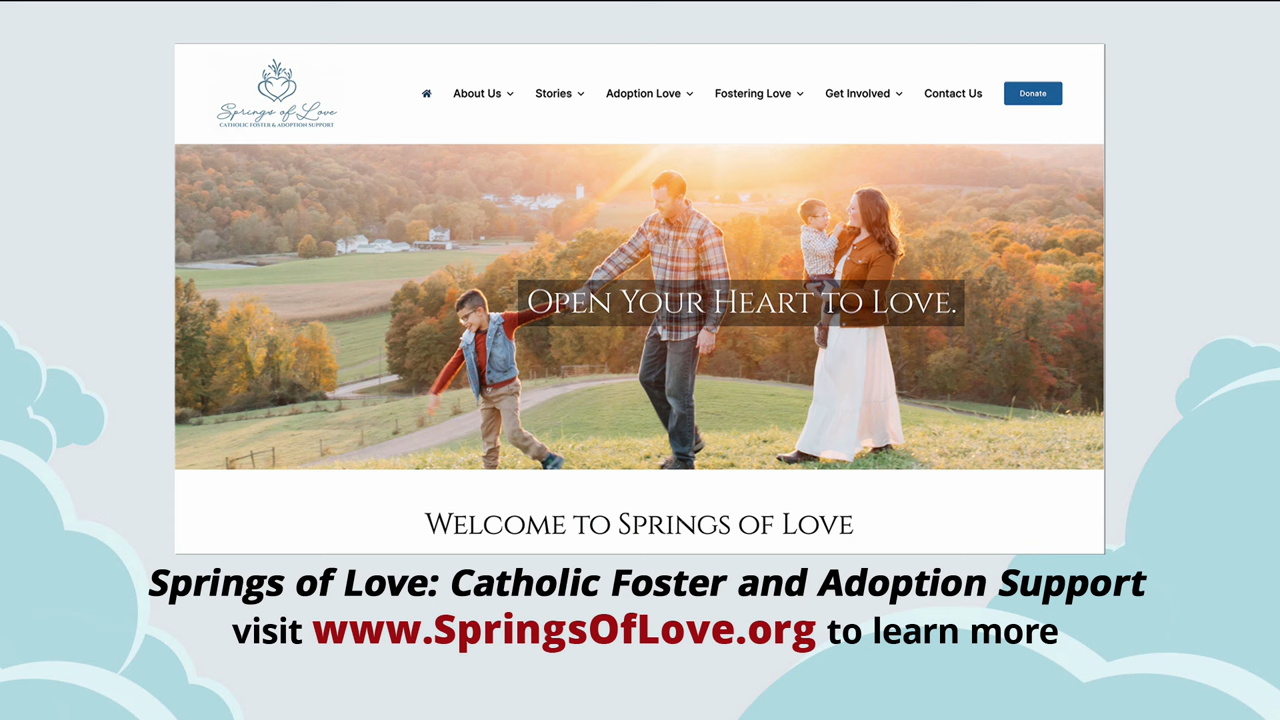 Springs of Love
CATHOLIC FOSTER & ADOPTION SUPPORT
About Us
Stories
Adoption Love
Fostering Love
Get Involved
Contact Us
Donate
OPEN YOUR HEART TO LOVE.
WELCOME TO SPRINGS OF LOVE
Springs of Love: Catholic Foster and Adoption Support
visit www.SpringsOfLove.org to learn more